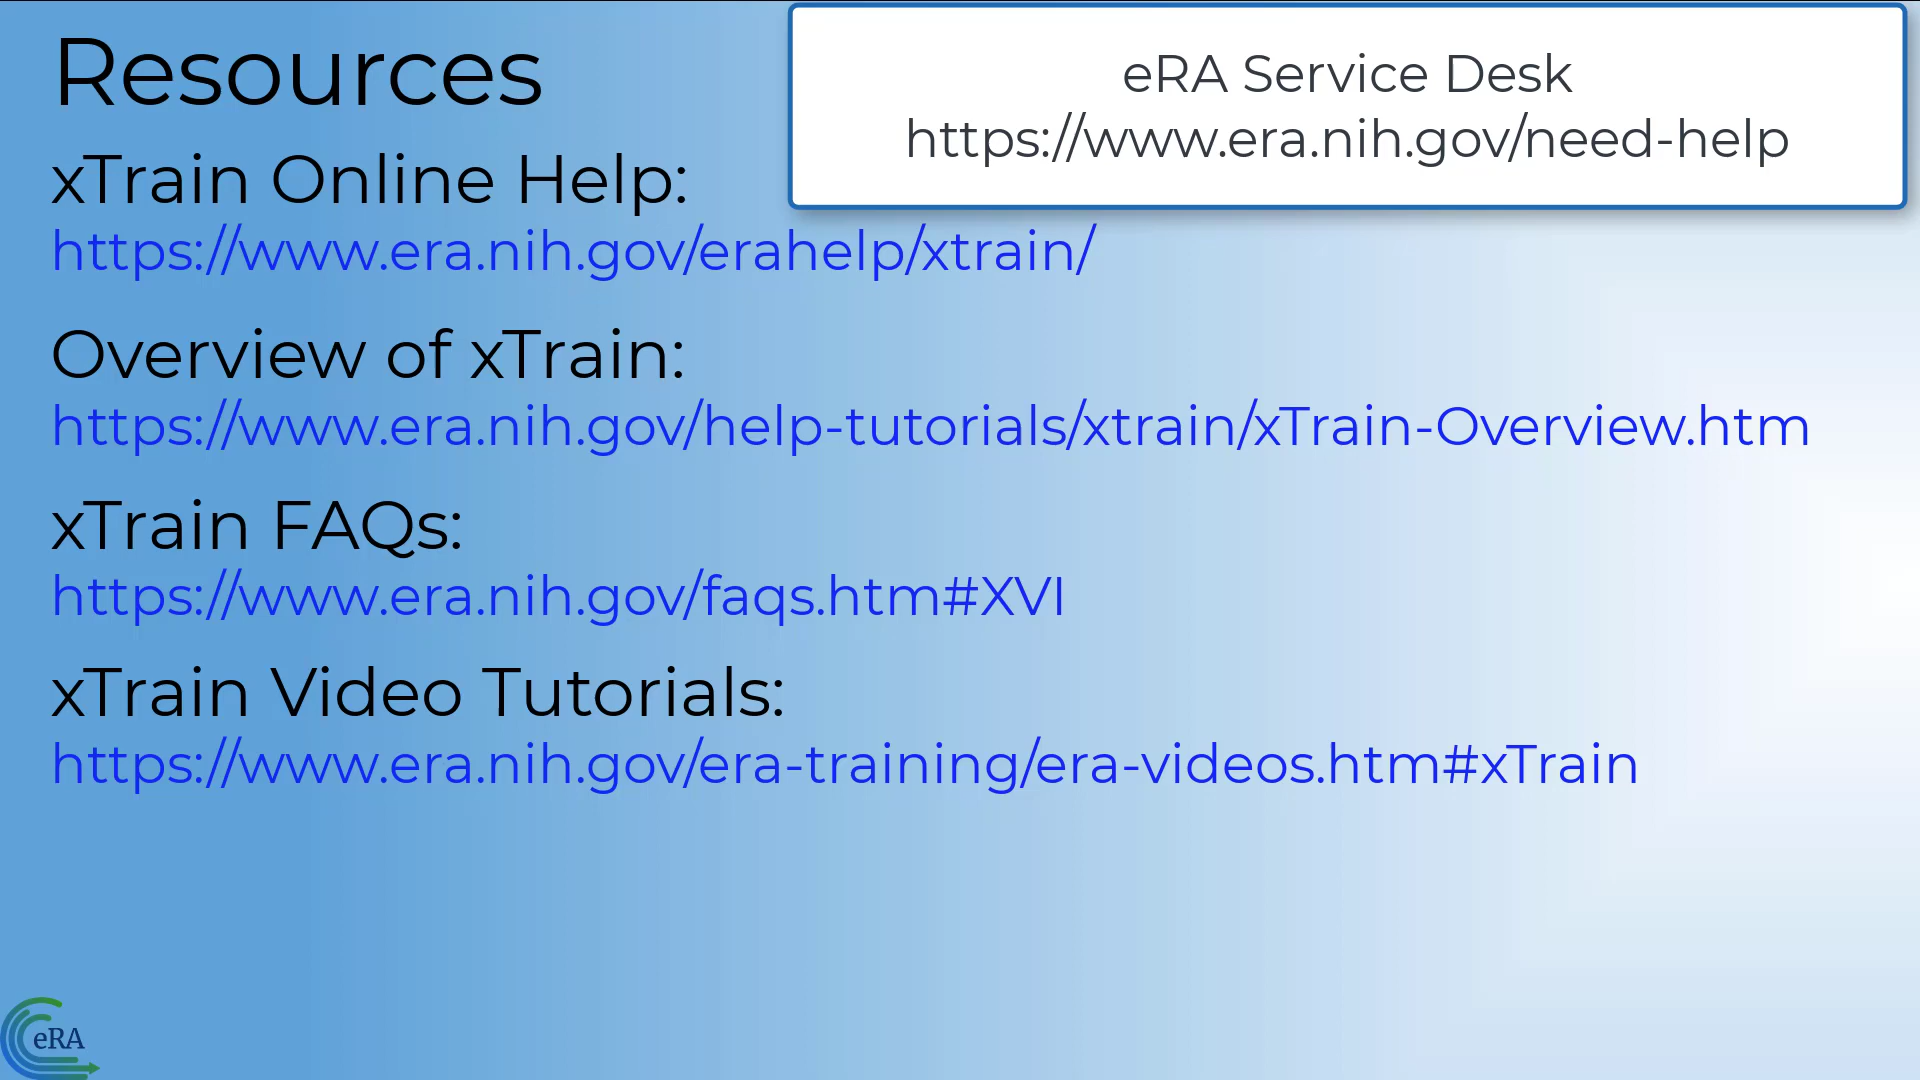 Resources
eRA Service Desk
https://www.era.nih.gov/need-help
xTrain Online Help:
https://www.era.nih.gov/erahelp/xtrain/
Overview of xTrain:
https://www.era.nih.gov/help-tutorials/xtrain/xTrain-Overview.htm
xTrain FAQs:
https://www.era.nih.gov/faqs.htm#XVI
xTrain Video Tutorials:
https://www.era.nih.gov/era-training/era-videos.htm#xTrain
eRA